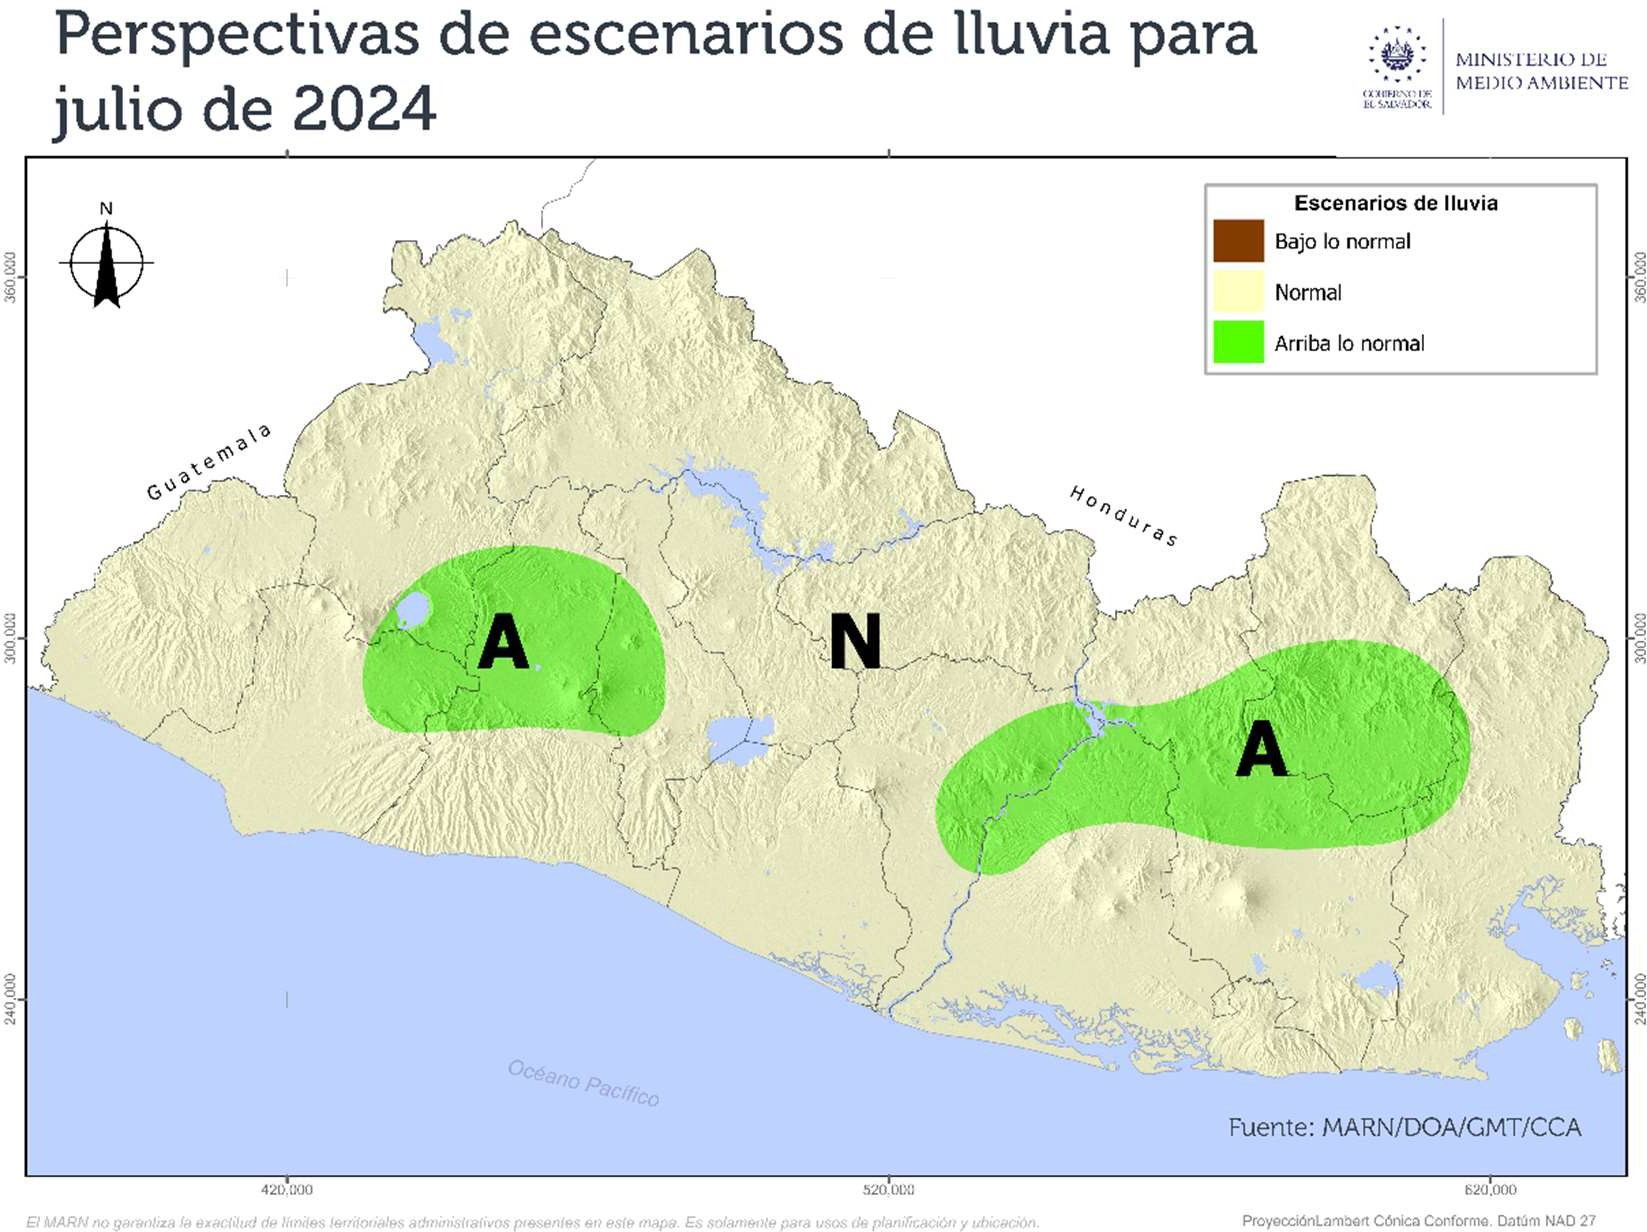 Perspectivas de escenarios de lluvia para
julio de 2024
GOBIERNO DE
EL SALVADOR
MINISTERIO DE
MEDIO AMBIENTE
N
Escenarios de lluvia
Bajo lo normal
Normal
Arriba lo normal
360,000
360,000
Guatemala
Honduras
A
N
A
300,000
300,000
240,000
240,000
Océano Pacífico
Fuente: MARN/DOA/GMT/CCA
420,000
520,000
620,000
El MARN no garantiza la exactitud de límites territoriales administrativos presentes en este mapa. Es solamente para usos de planificación y ubicación.
ProyecciónLambert Cónica Conforme. Datúm NAD 27